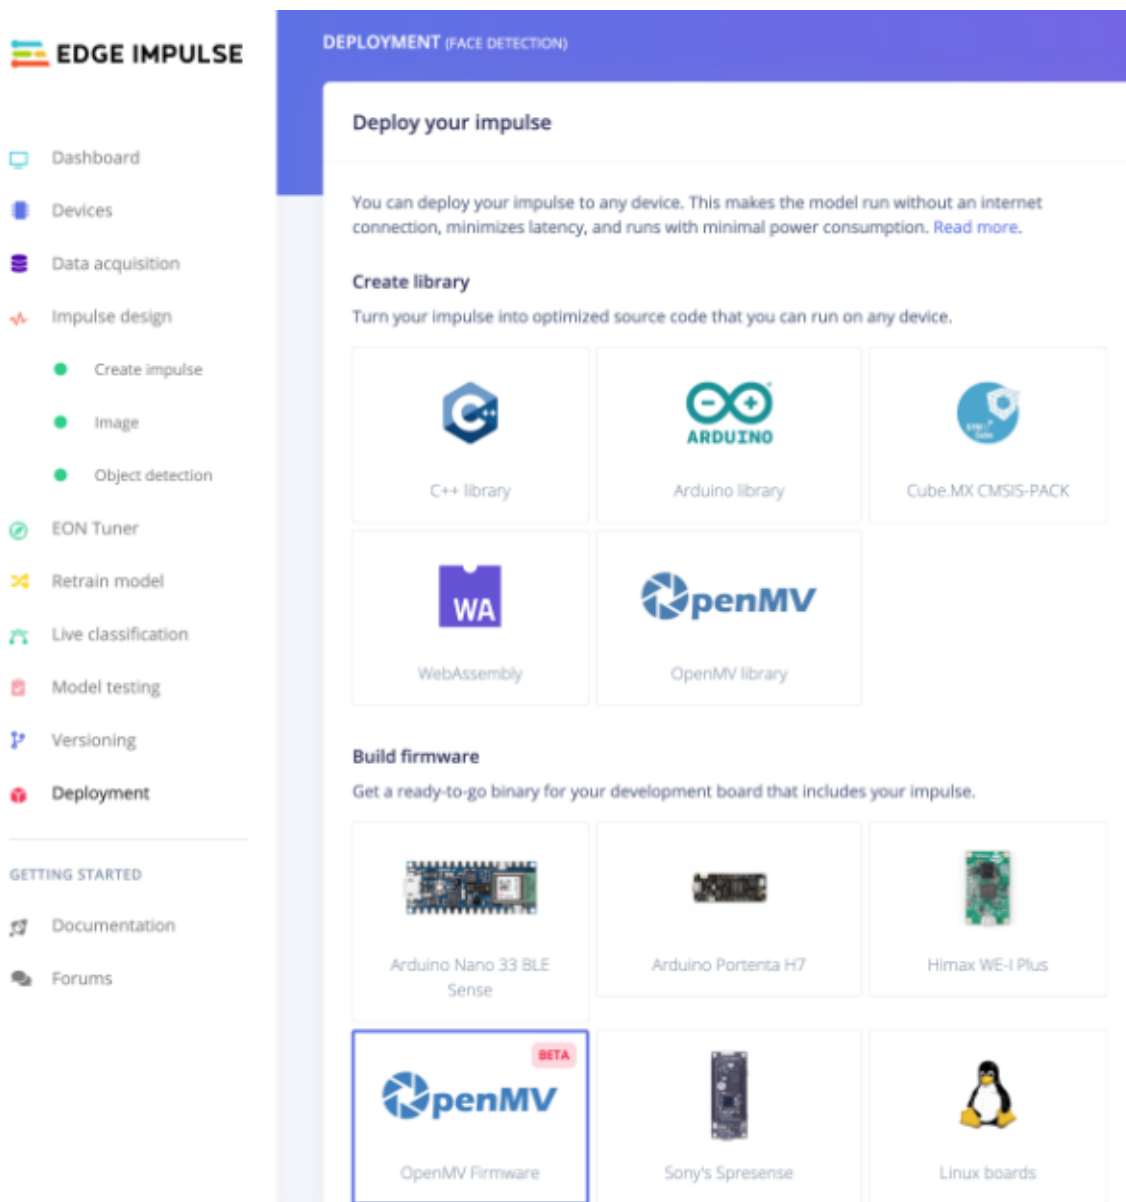 EDGE IMPULSE
Dashboard
Devices
Data acquisition
Impulse design
Create impulse
Image
Object detection
EON Tuner
Retrain model
Live classification
Model testing
Versioning
Deployment
GETTING STARTED
Documentation
Forums
DEPLOYMENT (FACE DETECTION)
Deploy your impulse
You can deploy your impulse to any device. This makes the model run without an internet
connection, minimizes latency, and runs with minimal power consumption. Read more.
Create library
Turn your impulse into optimized source code that you can run on any device.
C++
C++ library
ARDUINO
Arduino library
Cube.MX CMSIS-PACK
WA
WebAssembly
OpenMV
OpenMV library
Build firmware
Get a ready-to-go binary for your development board that includes your impulse.
Arduino Nano 33 BLE
Sense
Arduino Portenta H7
Himax WE-I Plus
BETA
OpenMV
OpenMV Firmware
Sony's Spresense
Linux boards